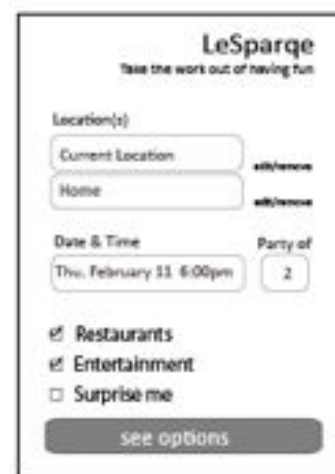 LeSparqe
Take the work out of having fun
Location(s)
Current Location
edit/remove
Home
edit/remove
Date & Time Party of
Thu. February 11 6:00pm 2
Restaurants
Entertainment
Surprise me
see options